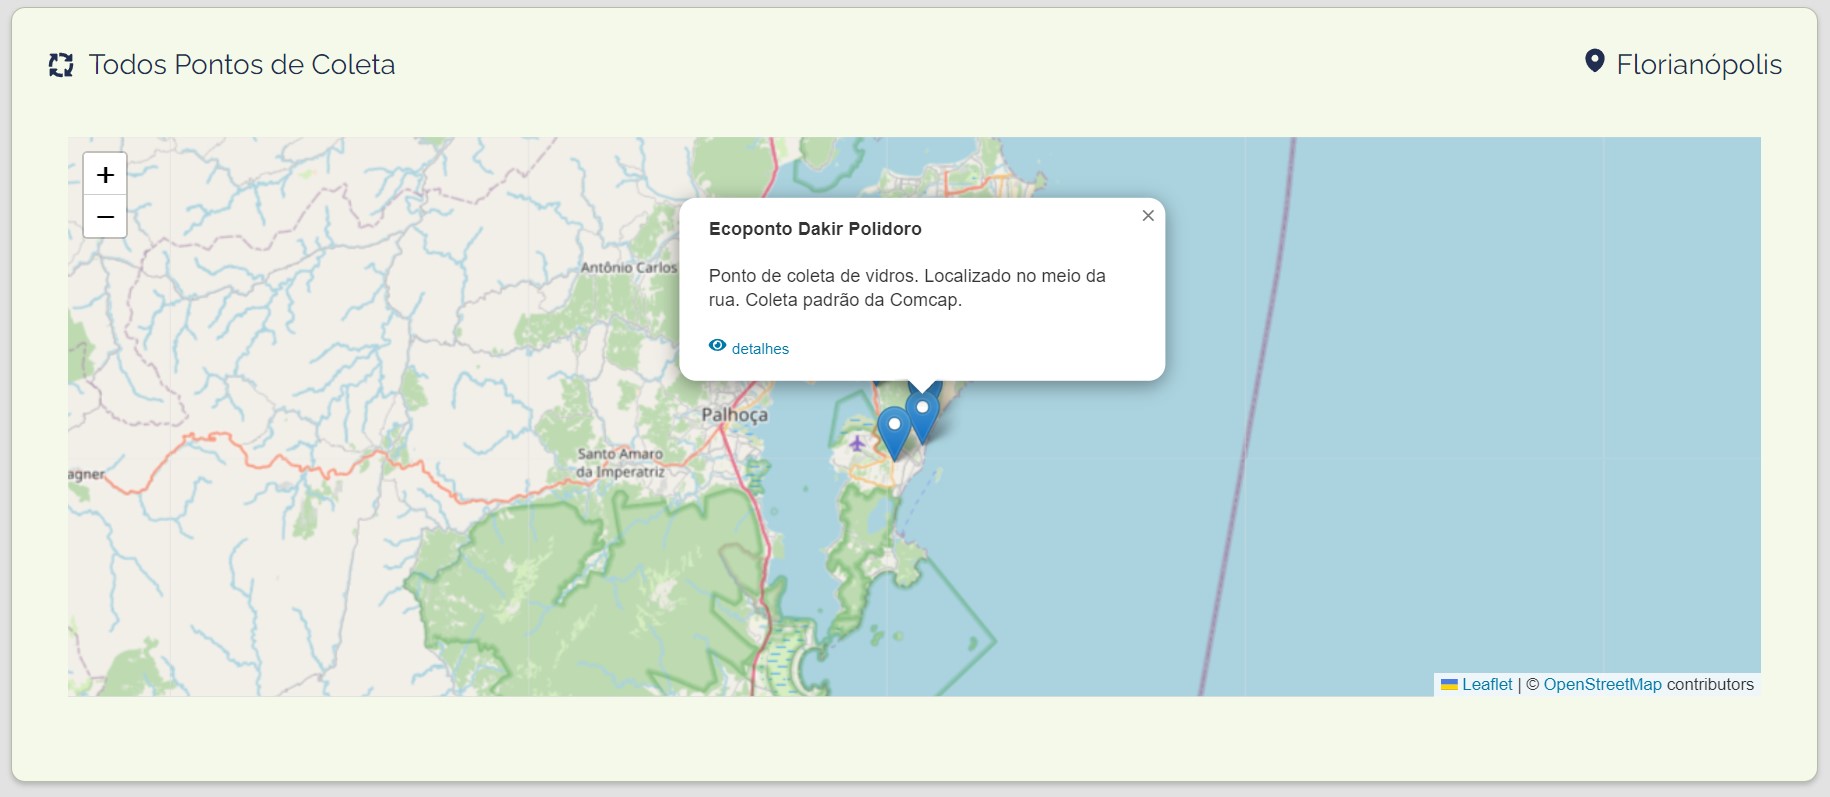 Todos Pontos de Coleta
Florianópolis
+
−
Ecoponto Dakir Polidoro
×
Ponto de coleta de vidros. Localizado no meio da
rua. Coleta padrão da Comcap.
detalhes
Antônio Carlos
Palhoça
Santo Amaro
da Imperatriz
agner
Leaflet | © OpenStreetMap contributors